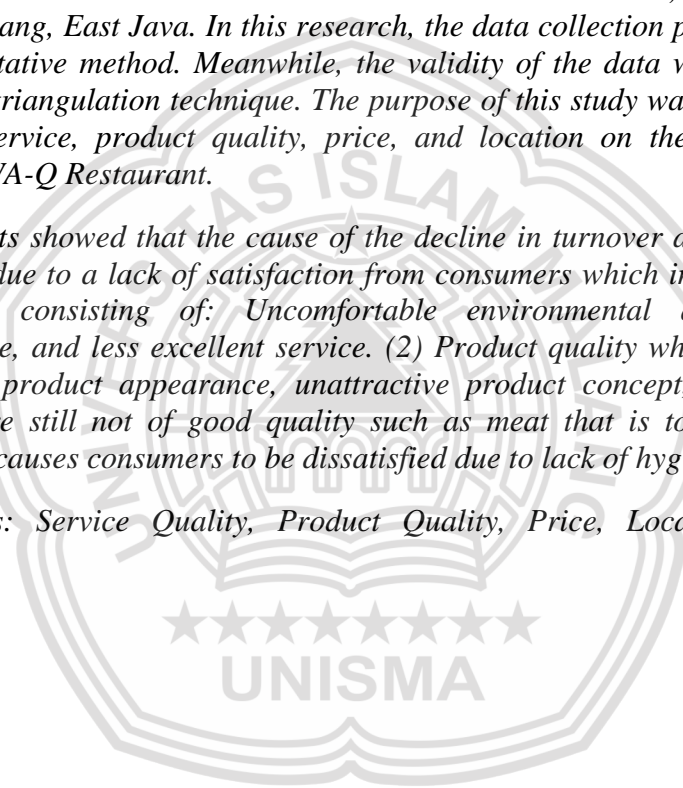 ang, East Java. In this research, the data collection p
tative method. Meanwhile, the validity of the data w
riangulation technique. The purpose of this study wa
ervice, product quality, price, and location on the
VA-Q Restaurant.
ts showed that the cause of the decline in turnover a
due to a lack of satisfaction from consumers which in
consisting of: Uncomfortable environmental c
e, and less excellent service. (2) Product quality wh
product appearance, unattractive product concept,
e still not of good quality such as meat that is to
causes consumers to be dissatisfied due to lack of hyg
s: Service Quality, Product Quality, Price, Loca
UNIVERSITAS ISLAM MALANG
UNISMA